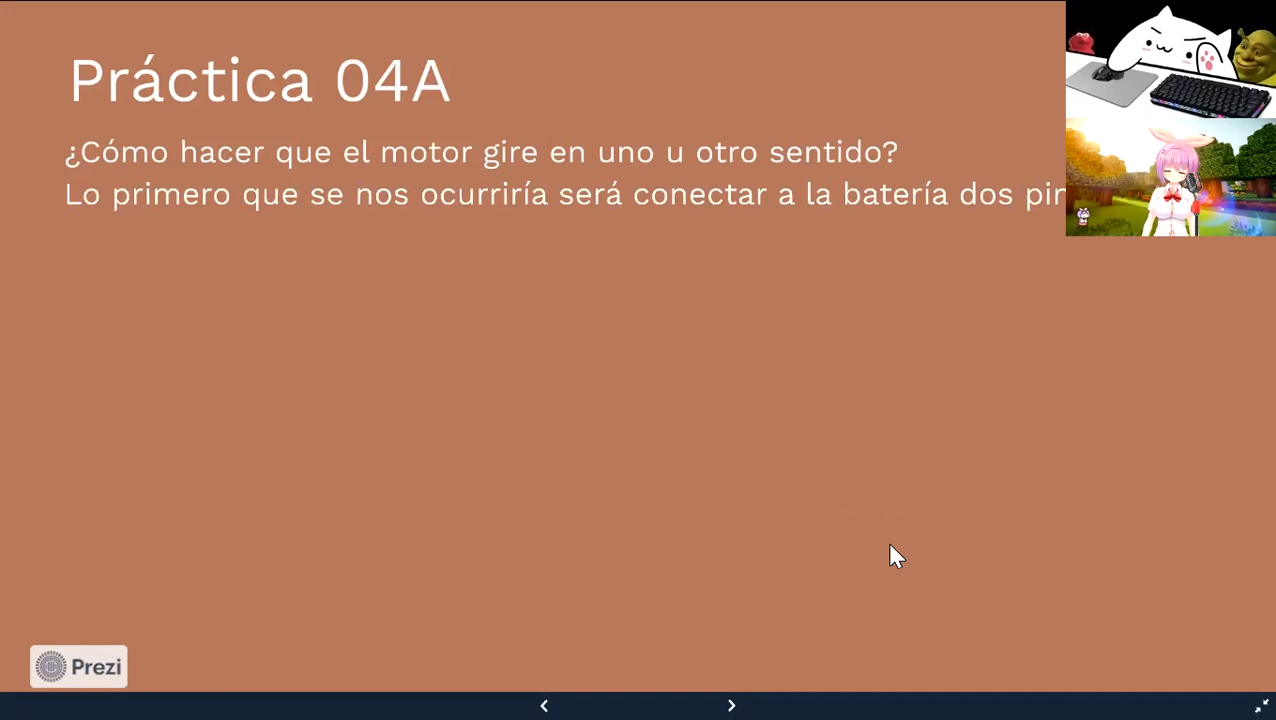 Práctica 04A
¿Cómo hacer que el motor gire en uno u otro sentido?
Lo primero que se nos ocurriría será conectar a la batería dos
Prezi